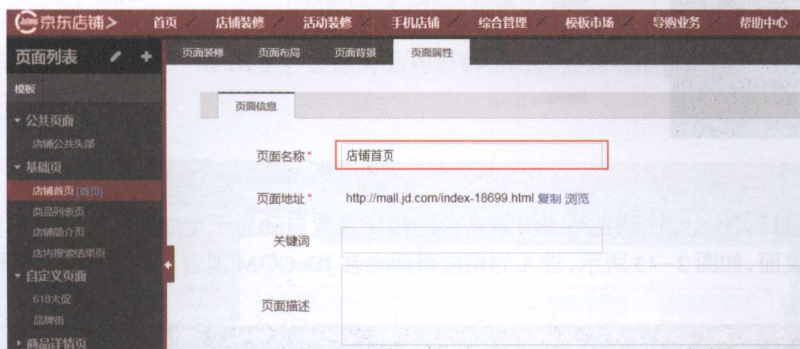 京东店铺> 首页 店铺装修 活动装修 手机店铺 综合管理 模板市场 导购业务 帮助中心
页面列表 页面装修 页面布局 页面背景 页面属性
模板
页面信息
公共页面
店铺公共头部
页面名称* 店铺首页
基础页
店铺首页 [首页]
页面地址* http://mall.jd.com/index-18699.html 复制 浏览
商品列表页
店铺简介页
关键词
店内搜索结果页
自定义页面
618大促
页面描述
品牌街
商品详情页